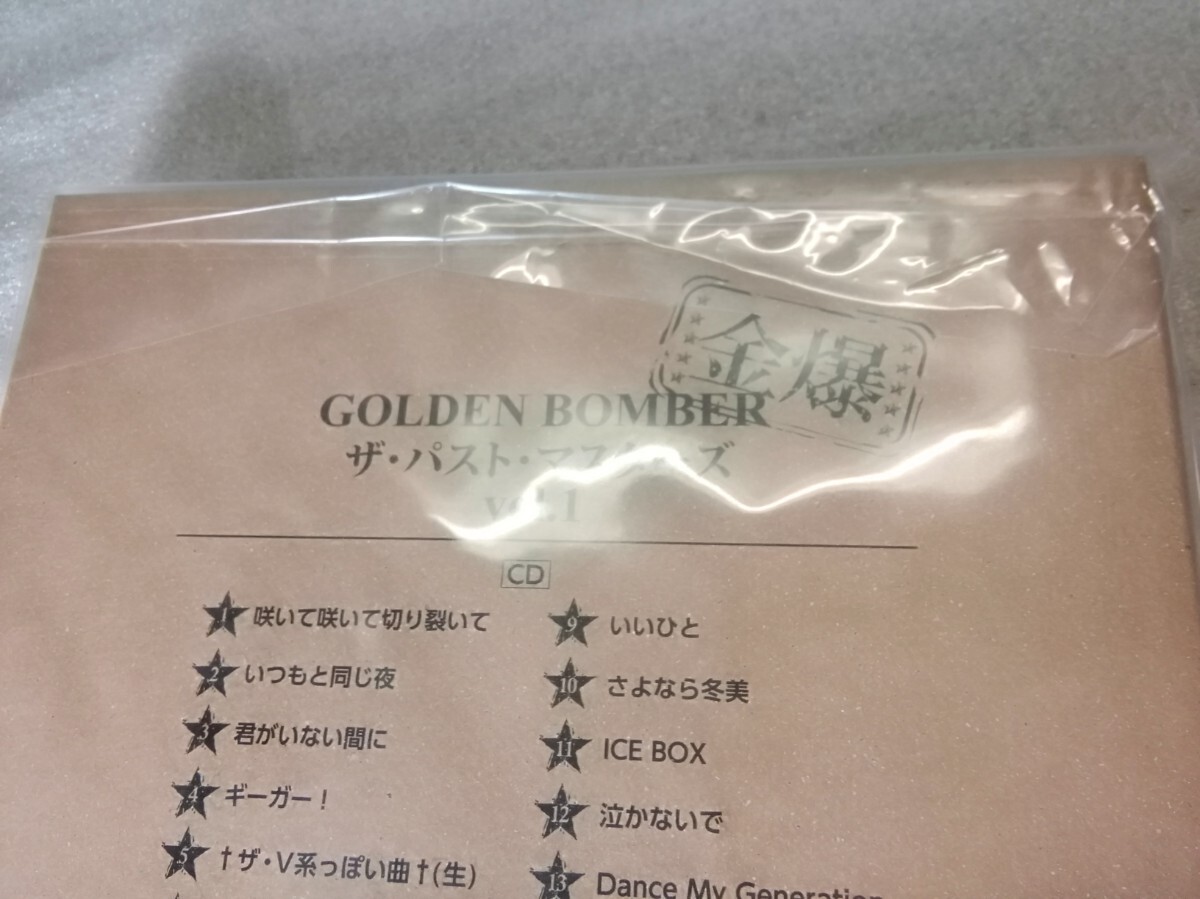 金爆
GOLDEN BOMBER
ザ・パスト・マスターズ
vol.1
CD
1 咲いて咲いて切り裂いて
2 いつもと同じ夜
3 君がいない間に
4 ギーガー!
5 †ザ・V系っぽい曲†(生)
9 いいひと
10 さよなら冬美
11 ICE BOX
12 泣かないで
13 Dance My Generation